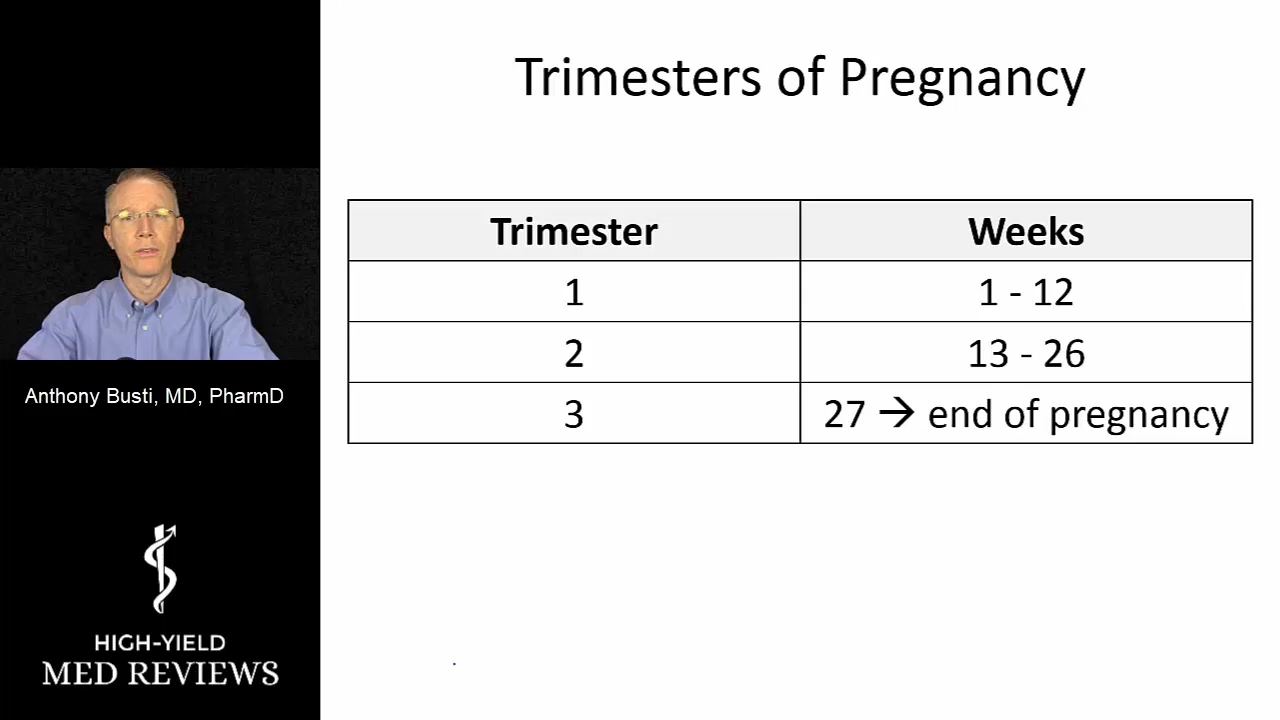 Trimesters of Pregnancy
Trimester Weeks
1 1 - 12
2 13 - 26
3 27 → end of pregnancy
Anthony Busti, MD, PharmD
HIGH-YIELD
MED REVIEWS